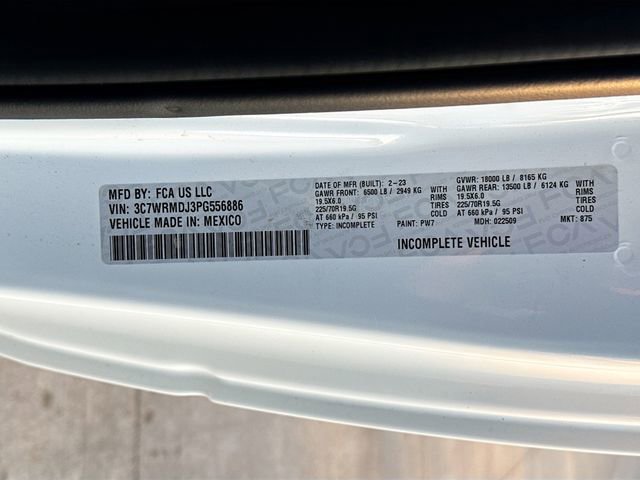 MFD BY: FCA US LLC
VIN: 3C7WRMDJ3PG556886
VEHICLE MADE IN: MEXICO
DATE OF MFR (BUILT): 2-23
GAWR FRONT: 6500 LB / 2949 KG WITH
19.5X6.0 RIMS
225/70R19.5G TIRES
AT 660 kPa / 95 PSI COLD
TYPE: INCOMPLETE
GVWR: 18000 LB / 8165 KG
GAWR REAR: 13500 LB / 6124 KG WITH
19.5X6.0 RIMS
225/70R19.5G TIRES
AT 660 kPa / 95 PSI COLD
PAINT: PW7 MDH: 022509 MKT: 875
INCOMPLETE VEHICLE